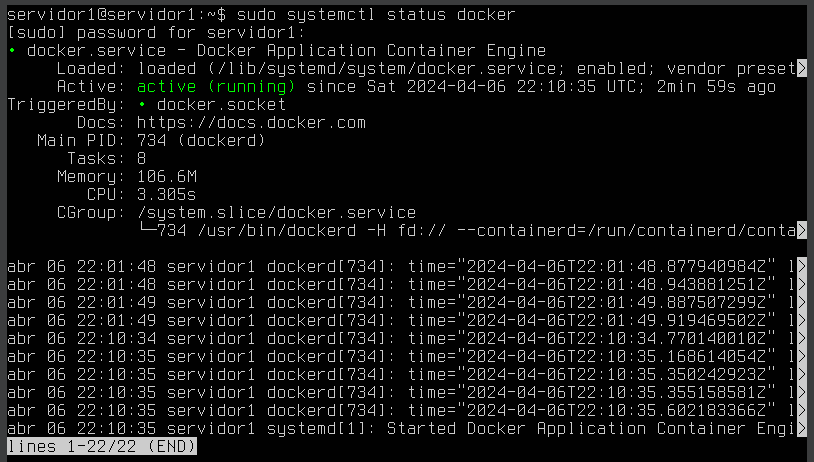 servidor1@servidor1:~$ sudo systemctl status docker
[sudo] password for servidor1:
• docker.service - Docker Application Container Engine
Loaded: loaded (/lib/systemd/system/docker.service; enabled; vendor preset>
Active: active (running) since Sat 2024-04-06 22:10:35 UTC; 2min 59s ago
TriggeredBy: • docker.socket
Docs: https://docs.docker.com
Main PID: 734 (dockerd)
Tasks: 8
Memory: 106.6M
CPU: 3.305s
CGroup: /system.slice/docker.service
└─734 /usr/bin/dockerd -H fd:// --containerd=/run/containerd/conta>
abr 06 22:01:48 servidor1 dockerd[734]: time="2024-04-06T22:01:48.877940984Z" l>
abr 06 22:01:48 servidor1 dockerd[734]: time="2024-04-06T22:01:48.943881251Z" l>
abr 06 22:01:49 servidor1 dockerd[734]: time="2024-04-06T22:01:49.887507299Z" l>
abr 06 22:01:49 servidor1 dockerd[734]: time="2024-04-06T22:01:49.919469502Z" l>
abr 06 22:10:34 servidor1 dockerd[734]: time="2024-04-06T22:10:34.770140010Z" l>
abr 06 22:10:35 servidor1 dockerd[734]: time="2024-04-06T22:10:35.168614054Z" l>
abr 06 22:10:35 servidor1 dockerd[734]: time="2024-04-06T22:10:35.350242923Z" l>
abr 06 22:10:35 servidor1 dockerd[734]: time="2024-04-06T22:10:35.355158581Z" l>
abr 06 22:10:35 servidor1 dockerd[734]: time="2024-04-06T22:10:35.602183366Z" l>
abr 06 22:10:35 servidor1 systemd[1]: Started Docker Application Container Engi>
lines 1-22/22 (END)